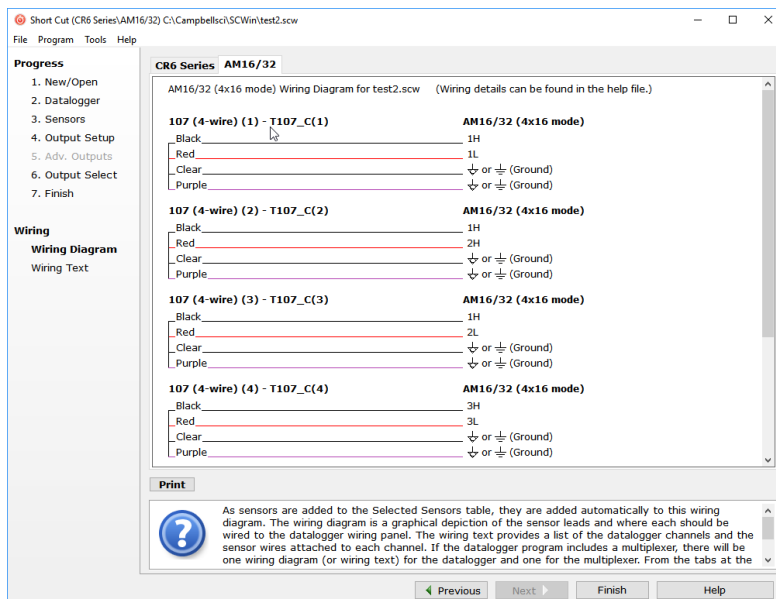 Short Cut (CR6 Series\AM16/32) C:\Campbellsci\SCWin\test2.scw
File Program Tools Help
Progress
1. New/Open
2. Datalogger
3. Sensors
4. Output Setup
5. Adv. Outputs
6. Output Select
7. Finish
Wiring
Wiring Diagram
Wiring Text
CR6 Series AM16/32
AM16/32 (4x16 mode) Wiring Diagram for test2.scw (Wiring details can be found in the help file.)
107 (4-wire) (1) - T107_C(1) AM16/32 (4x16 mode)
Black 1H
Red 1L
Clear or (Ground)
Purple or (Ground)
107 (4-wire) (2) - T107_C(2) AM16/32 (4x16 mode)
Black 1H
Red 2H
Clear or (Ground)
Purple or (Ground)
107 (4-wire) (3) - T107_C(3) AM16/32 (4x16 mode)
Black 1H
Red 2L
Clear or (Ground)
Purple or (Ground)
107 (4-wire) (4) - T107_C(4) AM16/32 (4x16 mode)
Black 3H
Red 3L
Clear or (Ground)
Purple or (Ground)
Print
As sensors are added to the Selected Sensors table, they are added automatically to this wiring
diagram. The wiring diagram is a graphical depiction of the sensor leads and where each should be
wired to the datalogger wiring panel. The wiring text provides a list of the datalogger channels and the
sensor wires attached to each channel. If the datalogger program includes a multiplexer, there will be
one wiring diagram (or wiring text) for the datalogger and one for the multiplexer. From the tabs at the
Previous Next Finish Help